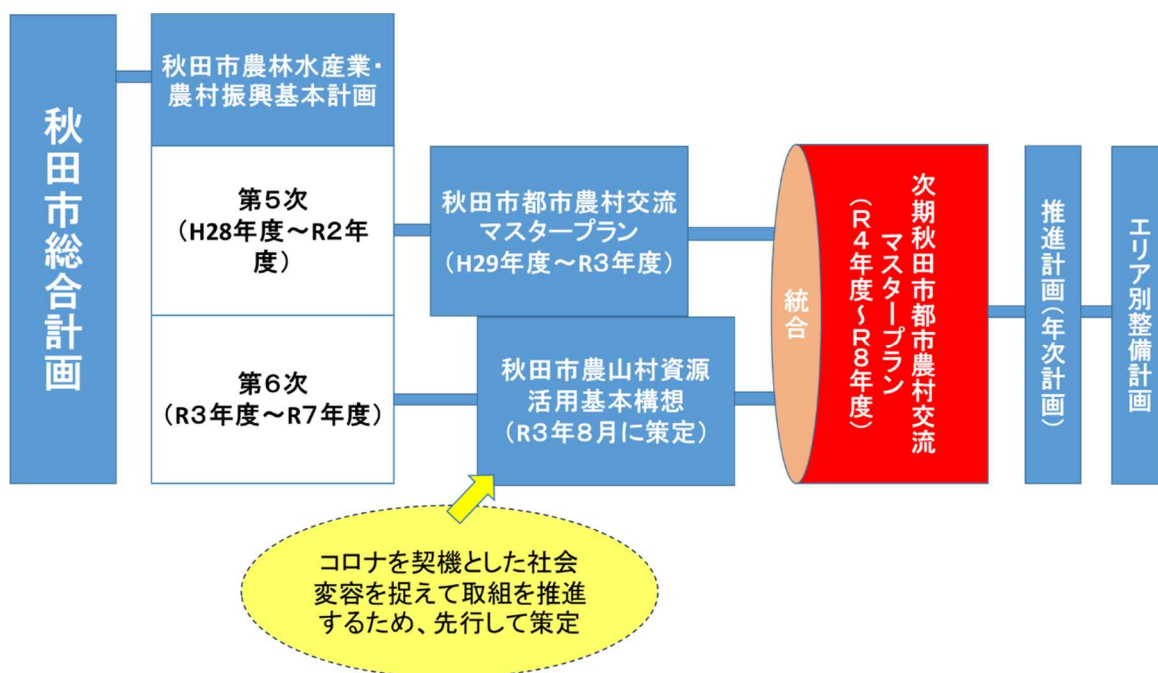 秋田市総合計画
秋田市農林水産業・
農村振興基本計画
第5次
（H28年度～R2年
度）
第6次
（R3年度～R7年度）
秋田市都市農村交流
マスタープラン
（H29年度～R3年度）
秋田市農山村資源
活用基本構想
（R3年8月に策定）
コロナを契機とした社会
変容を捉えて取組を推進
するため、先行して策定
統合
次期秋田市都市農村交流
マスタープラン
（R4年度～R8年度）
推進計画（年次計画）
エリア別整備計画